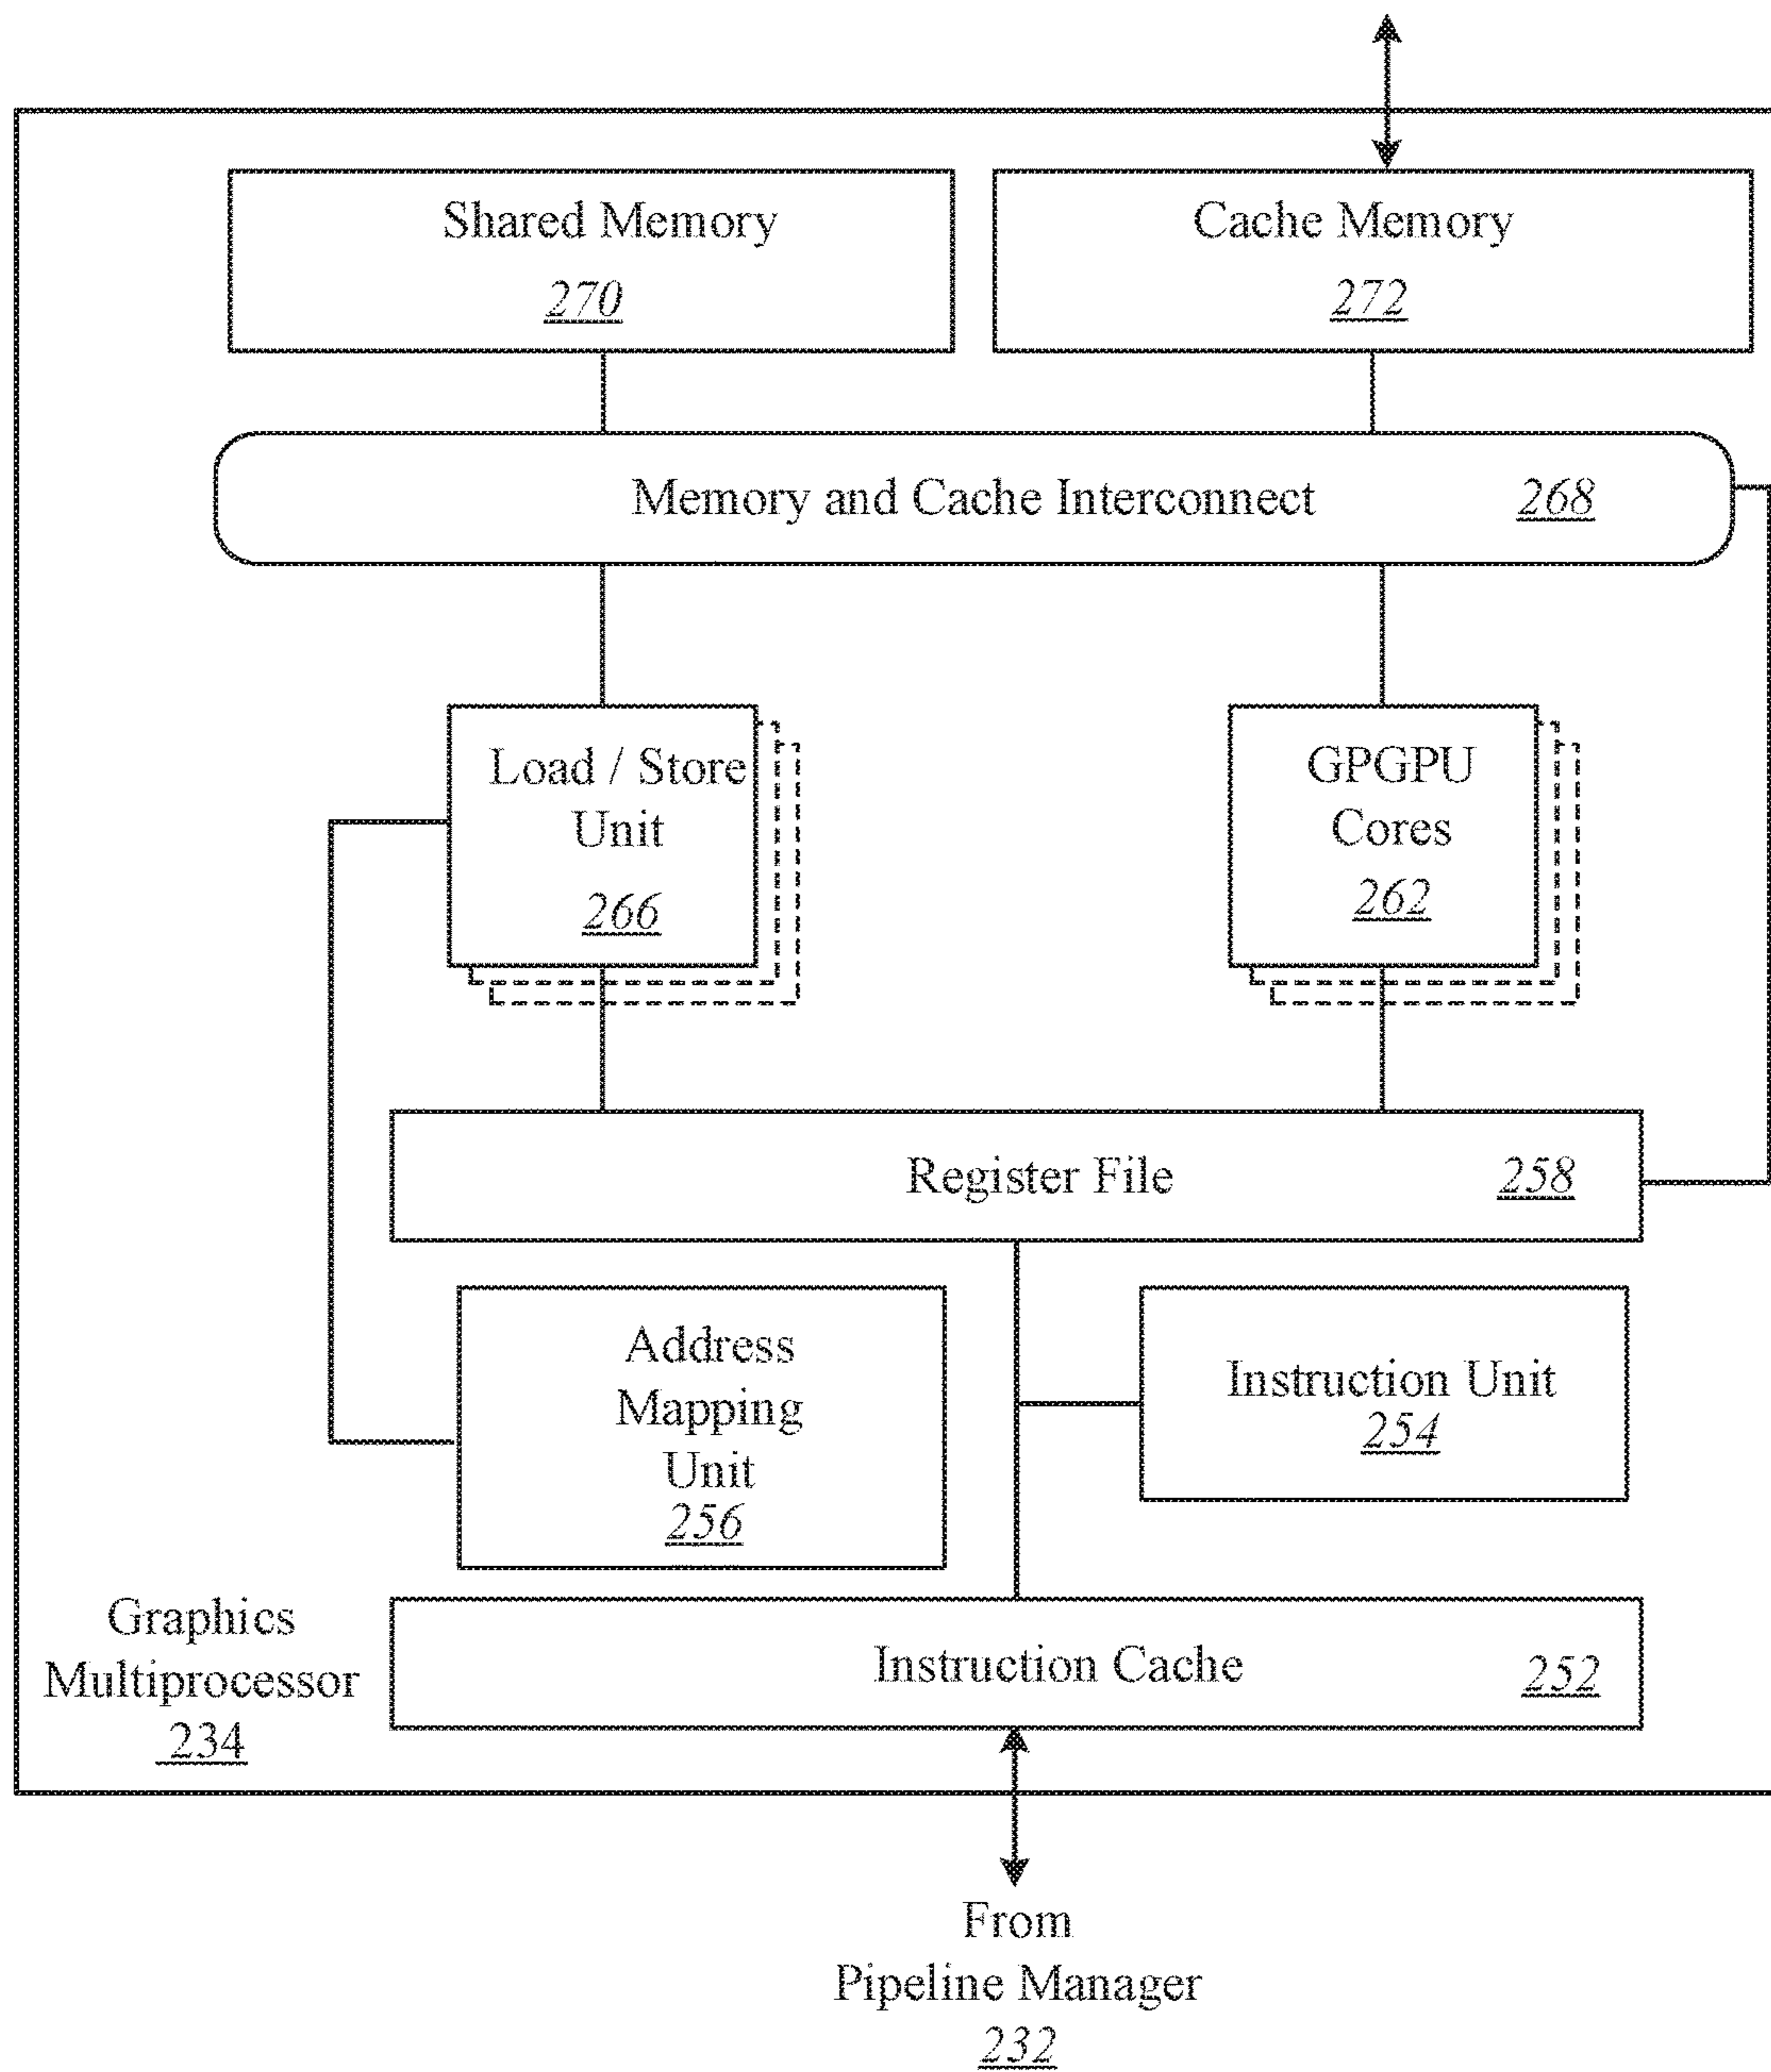 Shared Memory
270
Cache Memory
272
Memory and Cache Interconnect 268
Load / Store
Unit
266
GPGPU
Cores
262
Register File 258
Address
Mapping
Unit
256
Instruction Unit
254
Graphics
Multiprocessor
234
Instruction Cache 252
From
Pipeline Manager
232